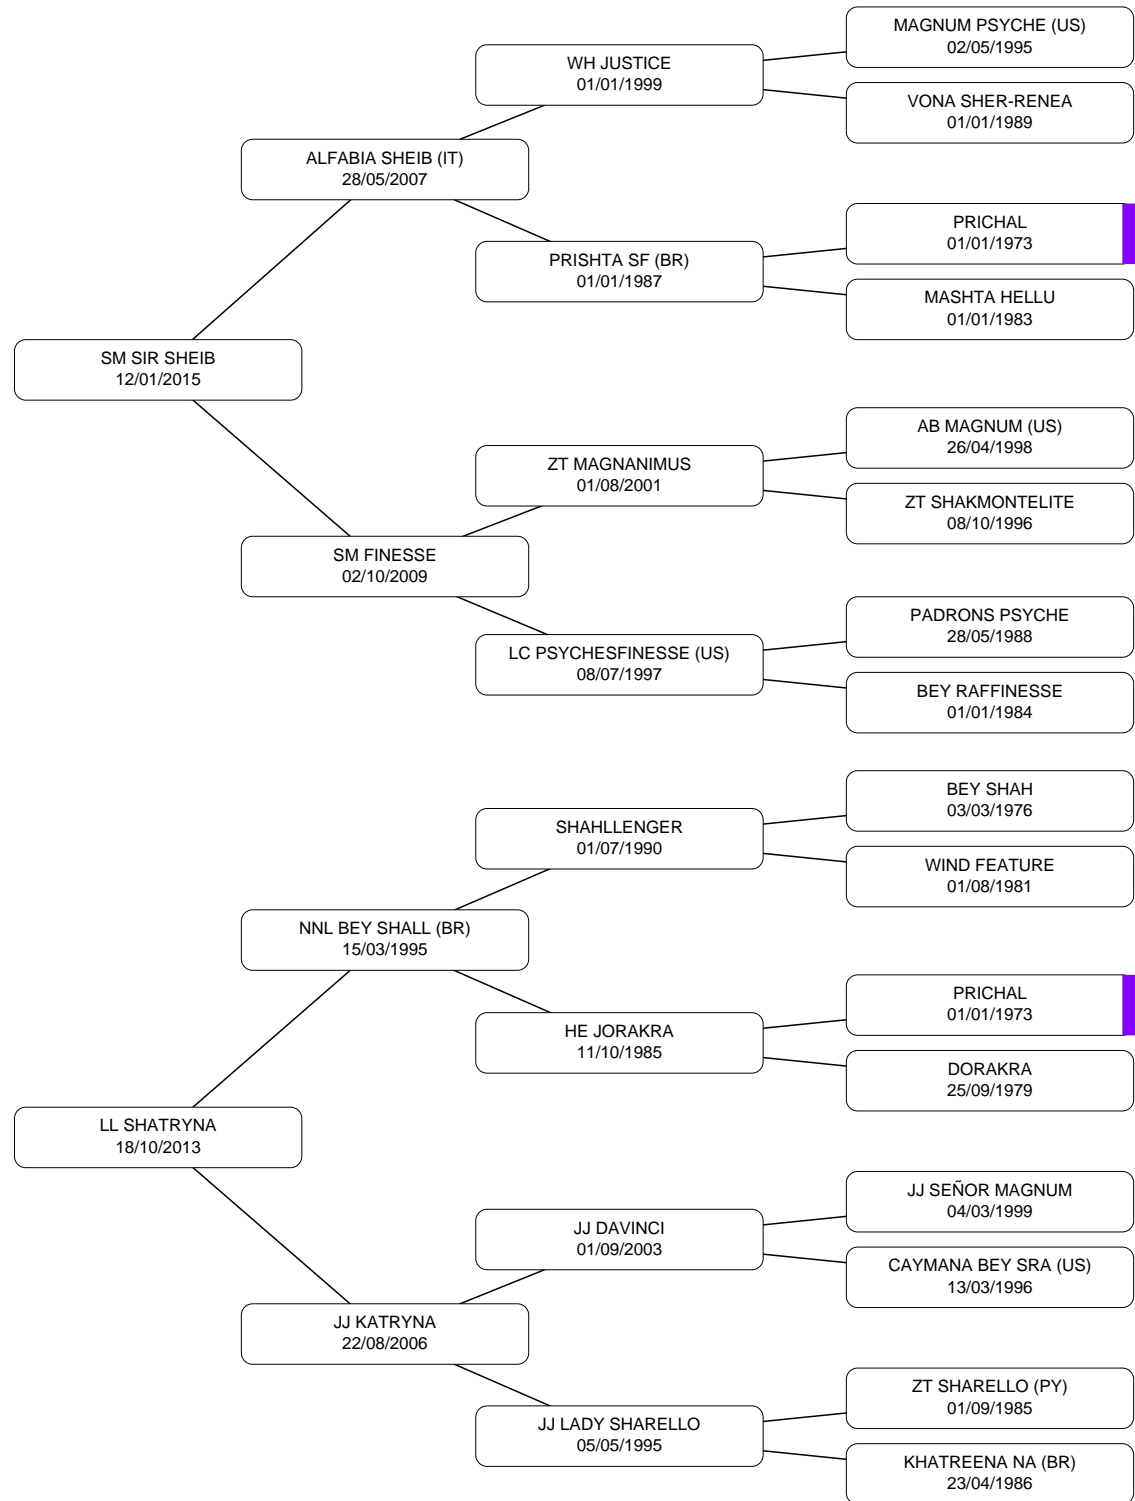 MAGNUM PSYCHE (US)
02/05/1995
WH JUSTICE
01/01/1999
VONA SHER-RENEA
01/01/1989
ALFABIA SHEIB (IT)
28/05/2007
PRICHAL
01/01/1973
PRISHTA SF (BR)
01/01/1987
MASHTA HELLU
01/01/1983
SM SIR SHEIB
12/01/2015
AB MAGNUM (US)
26/04/1998
ZT MAGNANIMUS
01/08/2001
ZT SHAKMONTELITE
08/10/1996
SM FINESSE
02/10/2009
PADRONS PSYCHE
28/05/1988
LC PSYCHESFINESSE (US)
08/07/1997
BEY RAFFINESSE
01/01/1984
BEY SHAH
03/03/1976
SHAHLLENGER
01/07/1990
WIND FEATURE
01/08/1981
NNL BEY SHALL (BR)
15/03/1995
PRICHAL
01/01/1973
HE JORAKRA
11/10/1985
DORAKRA
25/09/1979
LL SHATRYNA
18/10/2013
JJ SEÑOR MAGNUM
04/03/1999
JJ DAVINCI
01/09/2003
CAYMANA BEY SRA (US)
13/03/1996
JJ KATRYNA
22/08/2006
ZT SHARELLO (PY)
01/09/1985
JJ LADY SHARELLO
05/05/1995
KHATREENA NA (BR)
23/04/1986